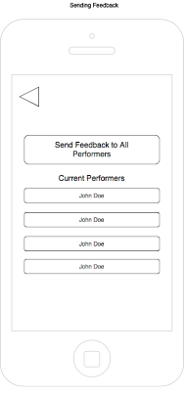 Sending Feedback
Send Feedback to All
Performers
Current Performers
John Doe
John Doe
John Doe
John Doe